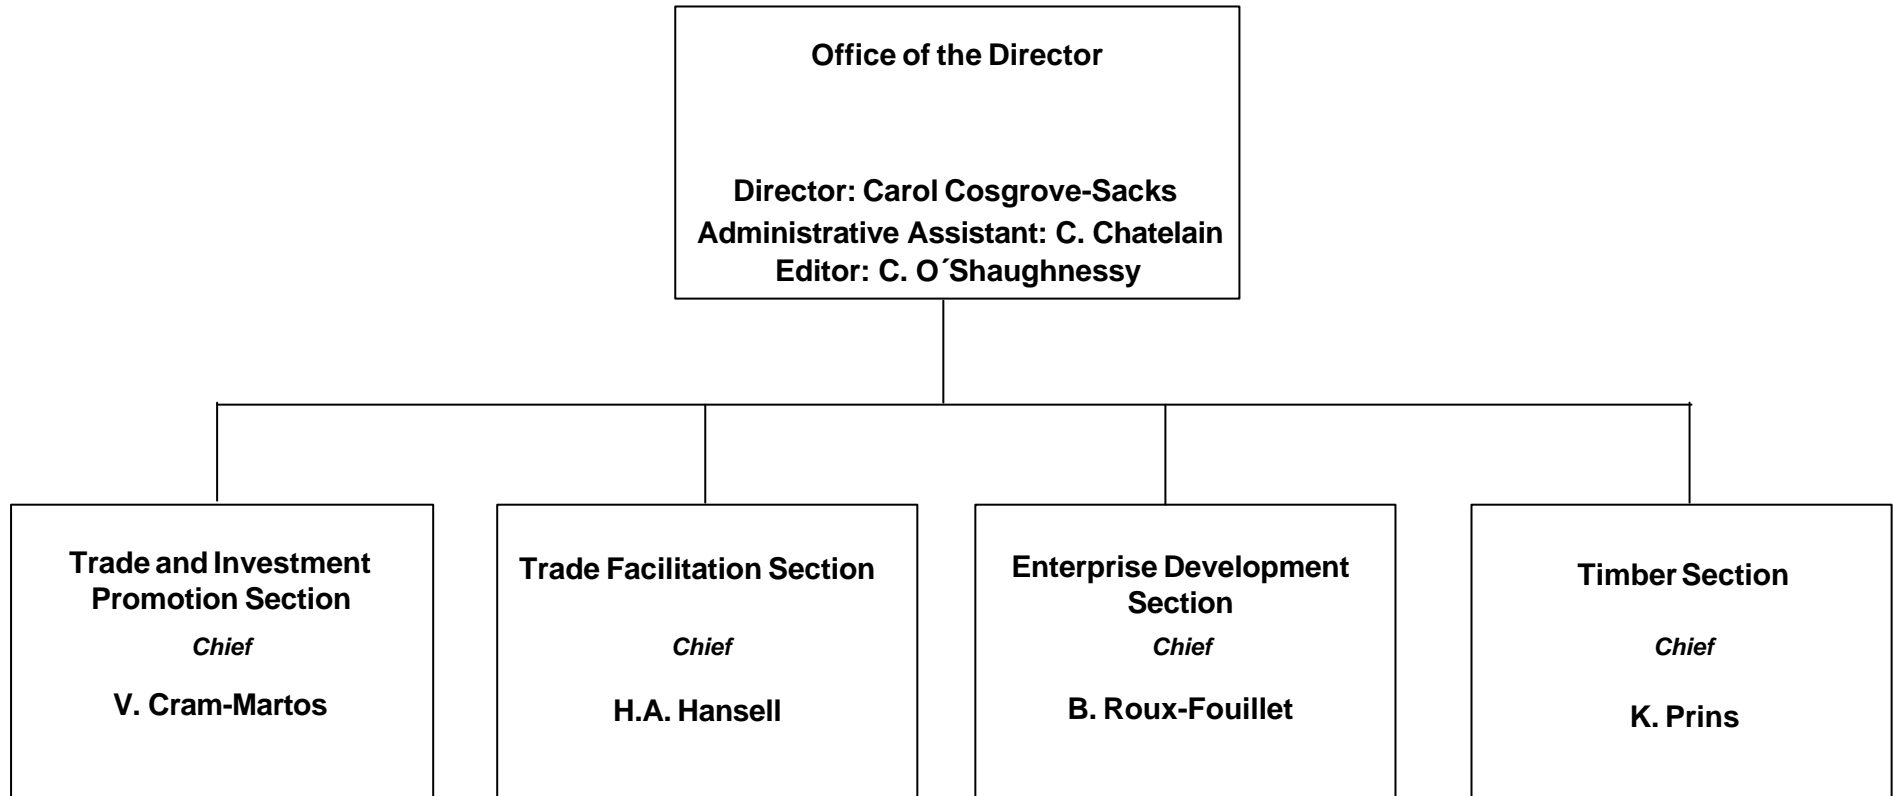 Office of the Director
Director: Carol Cosgrove-Sacks
Administrative Assistant: C. Chatelain
Editor: C. O´Shaughnessy
Trade and Investment
Promotion Section
Chief
V. Cram-Martos
Trade Facilitation Section
Chief
H.A. Hansell
Enterprise Development
Section
Chief
B. Roux-Fouillet
Timber Section
Chief
K. Prins